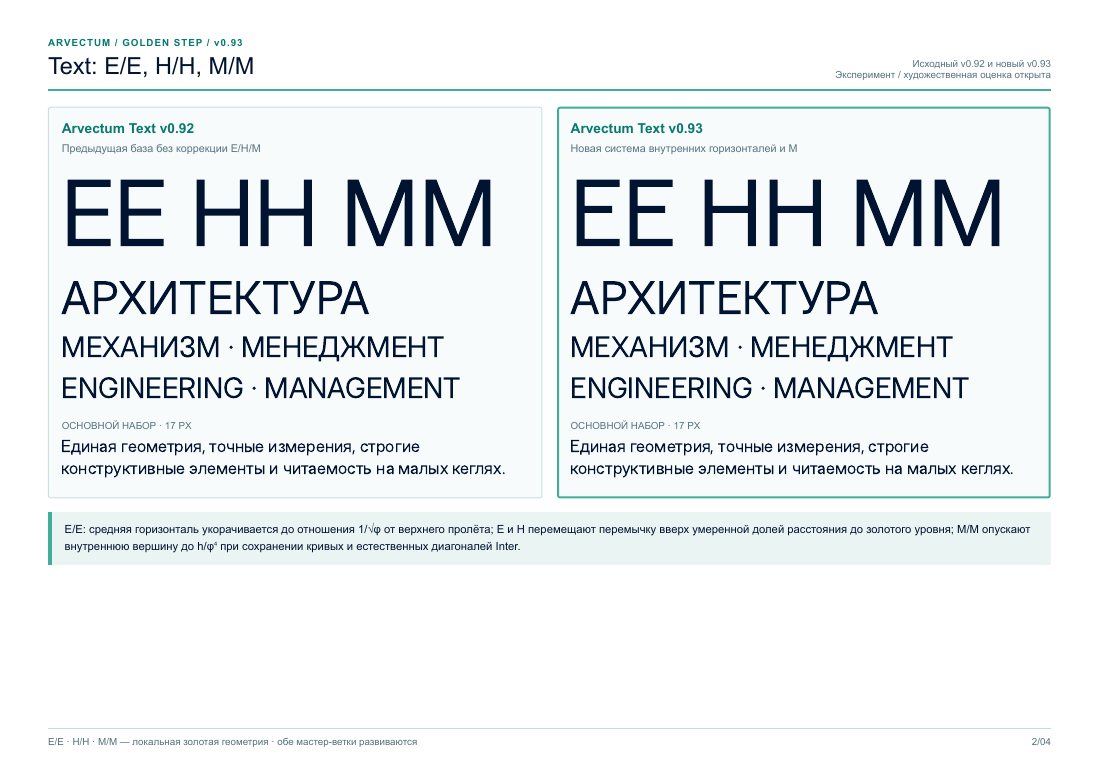 ARVECTUM / GOLDEN STEP / v0.93
Text: E/Е, H/Н, M/М
Исходный v0.92 и новый v0.93
Эксперимент / художественная оценка открыта
Arvectum Text v0.92
Предыдущая база без коррекции E/H/M
EЕ HН MМ
АРХИТЕКТУРА
МЕХАНИЗМ · МЕНЕДЖМЕНТ
ENGINEERING · MANAGEMENT
ОСНОВНОЙ НАБОР · 17 PX
Единая геометрия, точные измерения, строгие
конструктивные элементы и читаемость на малых кеглях.
Arvectum Text v0.93
Новая система внутренних горизонталей и M
EЕ HН MМ
АРХИТЕКТУРА
МЕХАНИЗМ · МЕНЕДЖМЕНТ
ENGINEERING · MANAGEMENT
ОСНОВНОЙ НАБОР · 17 PX
Единая геометрия, точные измерения, строгие
конструктивные элементы и читаемость на малых кеглях.
E/Е: средняя горизонталь укорачивается до отношения 1/√φ от верхнего пролёта; E и H перемещают перемычку вверх умеренной долей расстояния до золотого уровня; M/М опускают
внутреннюю вершину до h/φ⁴ при сохранении кривых и естественных диагоналей Inter.
E/Е · H/Н · M/М — локальная золотая геометрия · обе мастер-ветки развиваются
2/04